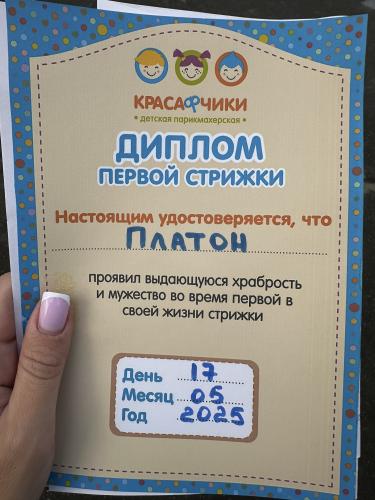 КРАСАФЧИКИ
• детская парикмахерская •
ДИПЛОМ
ПЕРВОЙ СТРИЖКИ
Настоящим удостоверяется, что
ПЛАТОН
проявил выдающуюся храбрость
и мужество во время первой в
своей жизни стрижки
День 17
Месяц 05
Год 2025